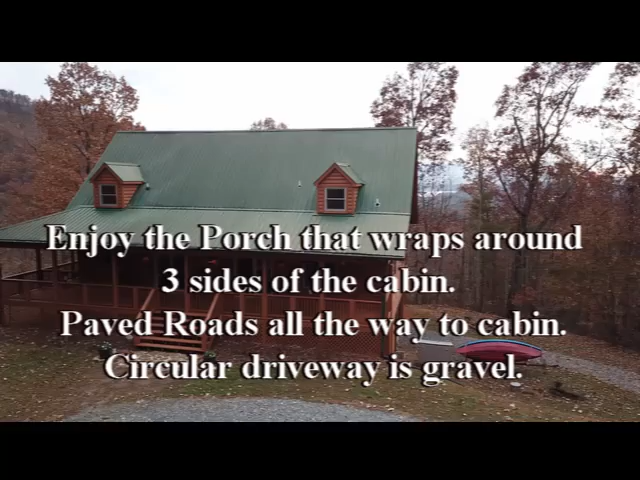 Enjoy the Porch that wraps around
3 sides of the cabin.
Paved Roads all the way to cabin.
Circular driveway is gravel.